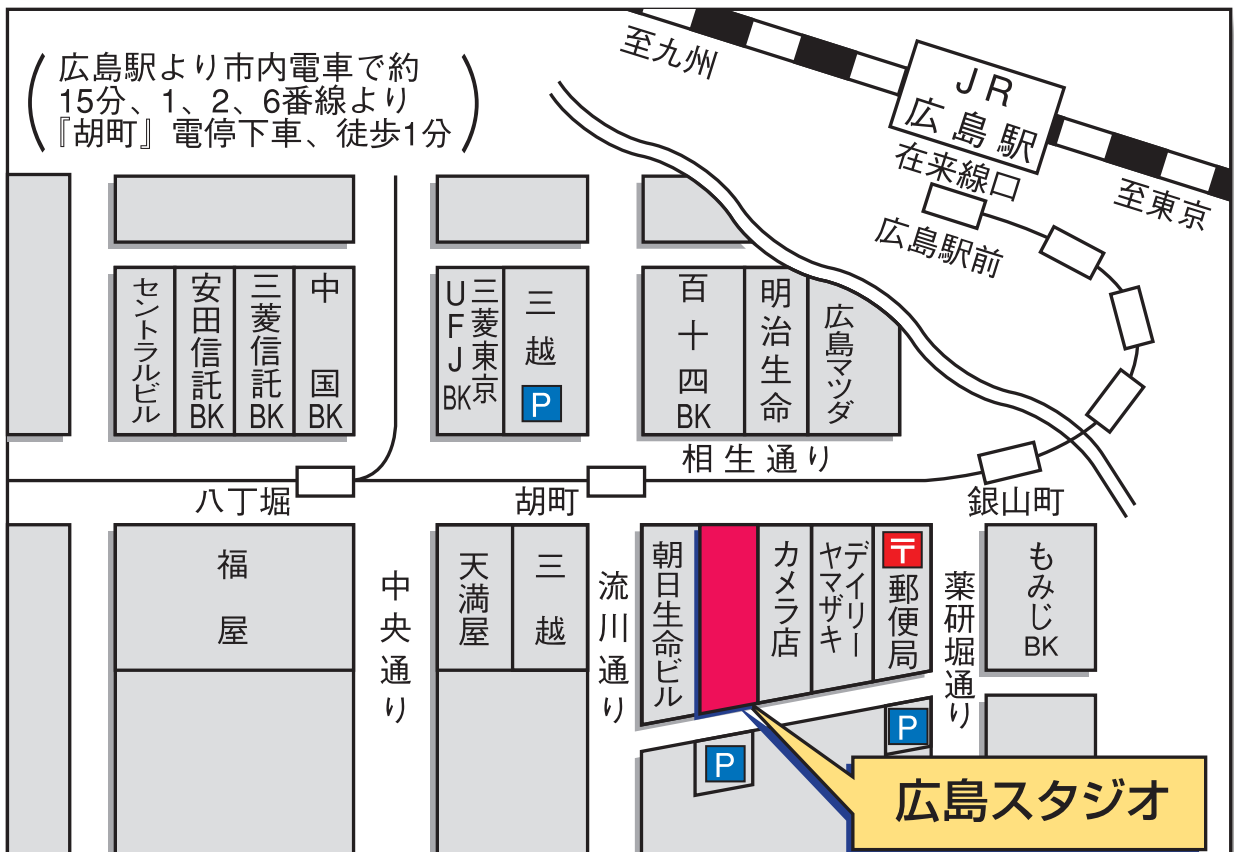 広島駅より市内電車で約
15分、1、2、6番線より
『胡町』電停下車、徒歩1分
至九州
JR
広島駅
在来線口
至東京
広島駅前
セントラルビル
安田信託BK
三菱信託BK
中国BK
三菱東京
UFJBK
三越
P
百十四BK
明治生命
広島マツダ
相生通り
八丁堀
胡町
銀山町
福屋
中央通り
天満屋
三越
流川通り
朝日生命ビル
カメラ店
デイリー
ヤマザキ
〒
郵便局
薬研堀通り
もみじBK
P
P
広島スタジオ